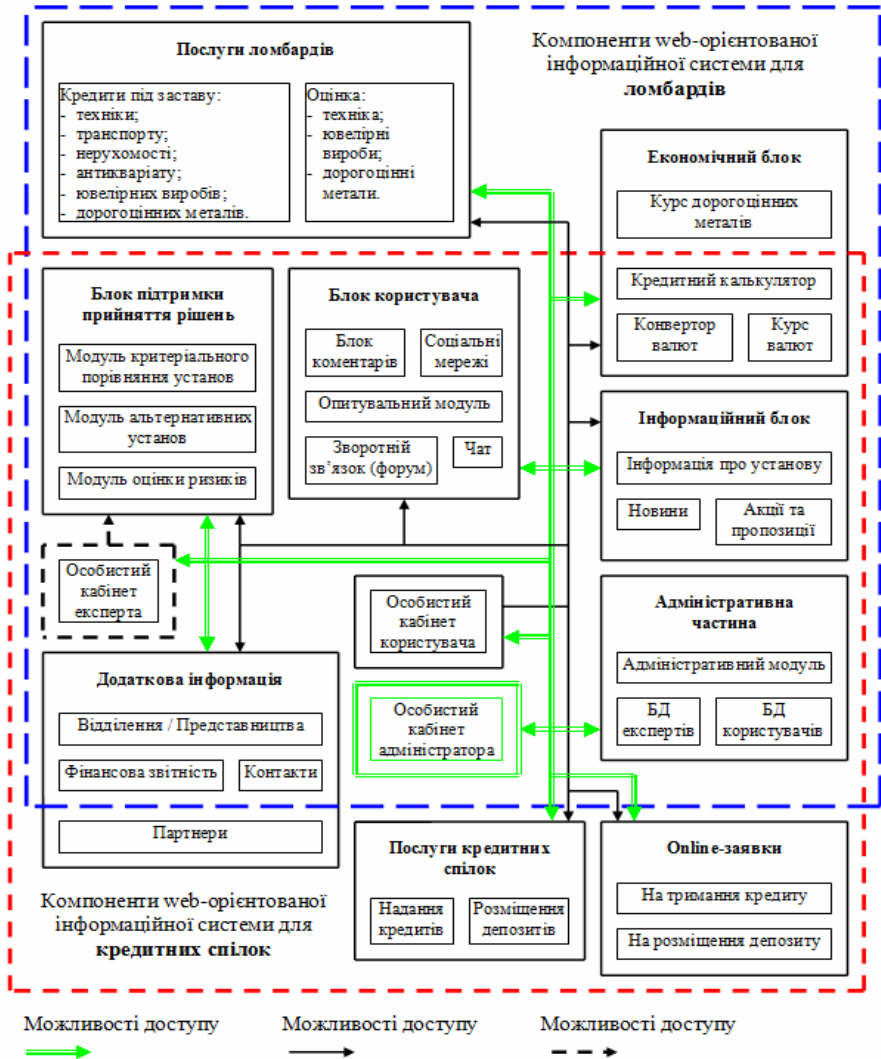 Послуги ломбардів
Кредити під заставу:
- техніки;
- транспорту;
- нерухомості;
- антикваріату;
- ювелірних виробів;
- дорогоцінних металів.
Оцінка:
- техніка;
- ювелірні
вироби;
- дорогоцінні
метали.
Компоненти web-орієнтованої
інформаційної системи для
ломбардів
Економічний блок
Курс дорогоцінних
металів
Кредитний калькулятор
Конвертор
валют
Курс
валют
Блок підтримки
прийняття рішень
Модуль критеріального
порівняння установ
Модуль альтернативних
установ
Модуль оцінки ризиків
Блок користувача
Блок
коментарів
Соціальні
мережі
Опитувальний модуль
Зворотній
зв’язок (форум)
Чат
Інформаційний блок
Інформація про установу
Новини
Акції та
пропозиції
Особистий
кабінет
експерта
Особистий
кабінет
користувача
Адміністративна
частина
Адміністративний модуль
БД
експертів
БД
користувачів
Особистий
кабінет
адміністратора
Додаткова інформація
Відділення / Представництва
Фінансова звітність
Контакти
Партнери
Послуги кредитних
спілок
Надання
кредитів
Розміщення
депозитів
Online-заявки
На тримання кредиту
На розміщення депозиту
Компоненти web-орієнтованої
інформаційної системи для
кредитних спілок
Можливості доступу
Можливості доступу
Можливості доступу